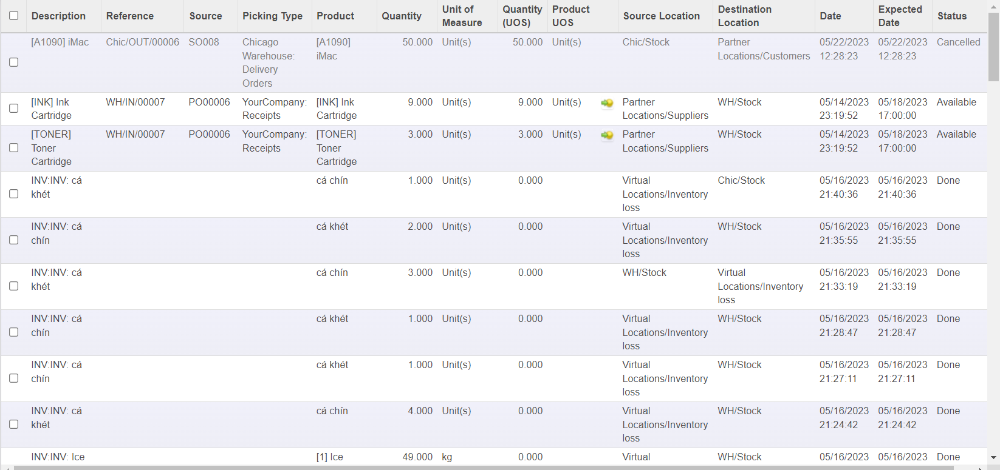 Description Reference Source Picking Type Product Quantity Unit of Measure Quantity (UOS) Product UOS Source Location Destination Location Date Expected Date Status
[A1090] iMac Chic/OUT/00006 SO008 Chicago Warehouse: Delivery Orders [A1090] iMac 50.000 Unit(s) 50.000 Unit(s) Chic/Stock Partner Locations/Customers 05/22/2023 12:28:23 05/22/2023 12:28:23 Cancelled
[INK] Ink Cartridge WH/IN/00007 PO00006 YourCompany: Receipts [INK] Ink Cartridge 9.000 Unit(s) 9.000 Unit(s) Partner Locations/Suppliers WH/Stock 05/14/2023 23:19:52 05/18/2023 17:00:00 Available
[TONER] Toner Cartridge WH/IN/00007 PO00006 YourCompany: Receipts [TONER] Toner Cartridge 3.000 Unit(s) 3.000 Unit(s) Partner Locations/Suppliers WH/Stock 05/14/2023 23:19:52 05/18/2023 17:00:00 Available
INV:INV: cá khét cá chín 1.000 Unit(s) 0.000 Virtual Locations/Inventory loss Chic/Stock 05/16/2023 21:40:36 05/16/2023 21:40:36 Done
INV:INV: cá chín cá khét 2.000 Unit(s) 0.000 Virtual Locations/Inventory loss WH/Stock 05/16/2023 21:35:55 05/16/2023 21:35:55 Done
INV:INV: cá khét cá chín 3.000 Unit(s) 0.000 WH/Stock Virtual Locations/Inventory loss 05/16/2023 21:33:19 05/16/2023 21:33:19 Done
INV:INV: cá chín cá khét 1.000 Unit(s) 0.000 Virtual Locations/Inventory loss WH/Stock 05/16/2023 21:28:47 05/16/2023 21:28:47 Done
INV:INV: cá chín cá khét 1.000 Unit(s) 0.000 Virtual Locations/Inventory loss WH/Stock 05/16/2023 21:27:11 05/16/2023 21:27:11 Done
INV:INV: cá khét cá chín 4.000 Unit(s) 0.000 Virtual Locations/Inventory loss WH/Stock 05/16/2023 21:24:42 05/16/2023 21:24:42 Done
INV:INV: Ice [1] Ice 49.000 kg 0.000 Virtual WH/Stock 05/16/2023 05/16/2023 Done